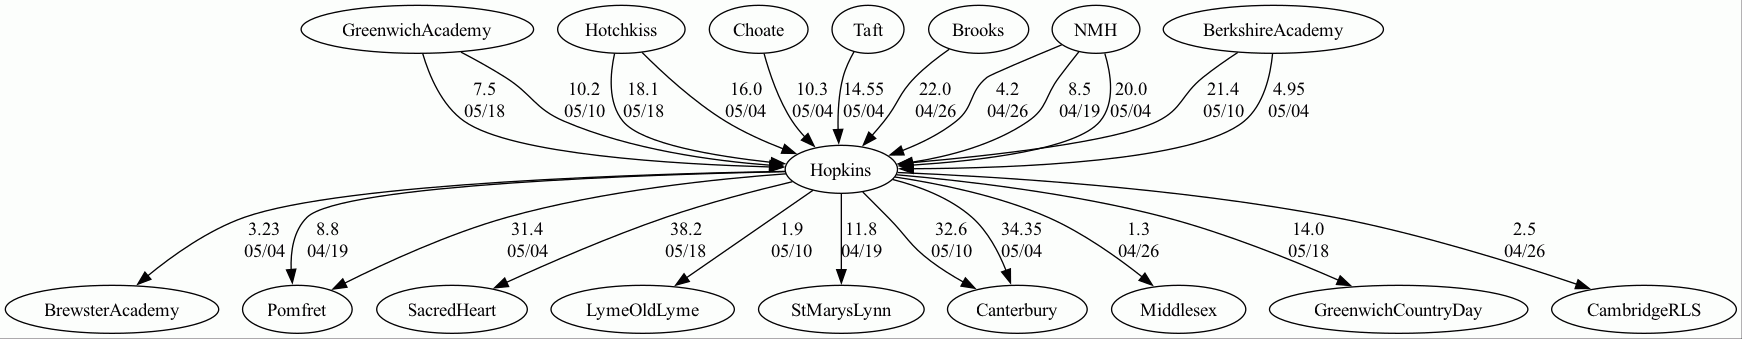 GreenwichAcademy
Hotchkiss
Choate
Taft
Brooks
NMH
BerkshireAcademy
7.5
05/18
10.2
05/10
18.1
05/18
16.0
05/04
10.3
05/04
14.55
05/04
22.0
04/26
4.2
04/26
8.5
04/19
20.0
05/04
21.4
05/10
4.95
05/04
Hopkins
3.23
05/04
8.8
04/19
31.4
05/04
38.2
05/18
1.9
05/10
11.8
04/19
32.6
05/10
34.35
05/04
1.3
04/26
14.0
05/18
2.5
04/26
BrewsterAcademy
Pomfret
SacredHeart
LymeOldLyme
StMarysLynn
Canterbury
Middlesex
GreenwichCountryDay
CambridgeRLS